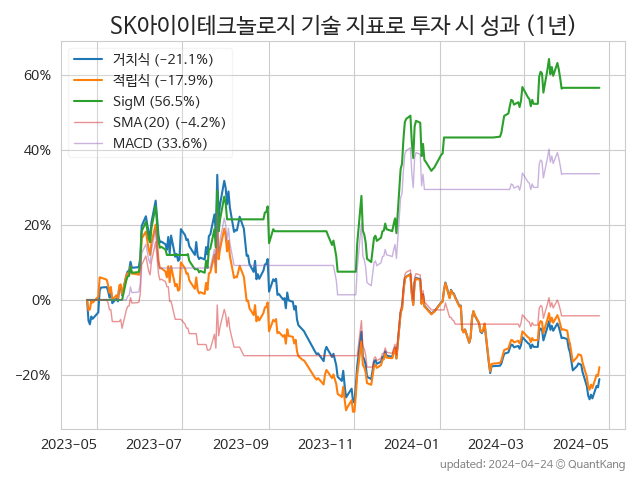 SK아이이테크놀로지 기술 지표로 투자 시 성과 (1년)
거치식 (−21.1%)
적립식 (−17.9%)
SigM (56.5%)
SMA(20) (−4.2%)
MACD (33.6%)
60%
40%
20%
0%
−20%
2023−05 2023−07 2023−09 2023−11 2024−01 2024−03 2024−05
updated: 2024−04−24 © QuantKang